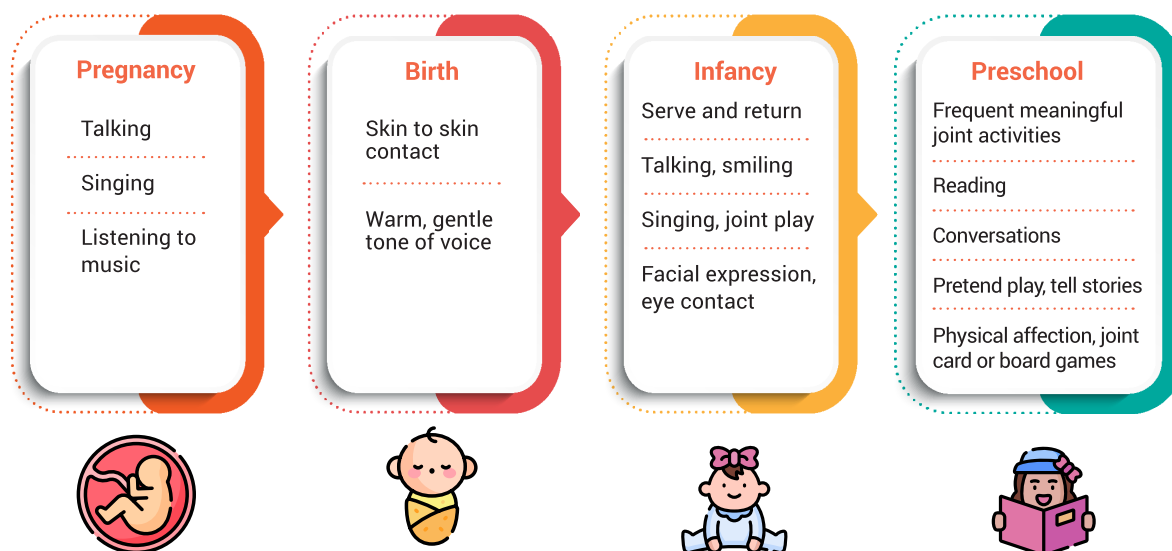 Pregnancy
Talking
Singing
Listening to
music
Birth
Skin to skin
contact
Warm, gentle
tone of voice
Infancy
Serve and return
Talking, smiling
Singing, joint play
Facial expression,
eye contact
Preschool
Frequent meaningful
joint activities
Reading
Conversations
Pretend play, tell stories
Physical affection, joint
card or board games